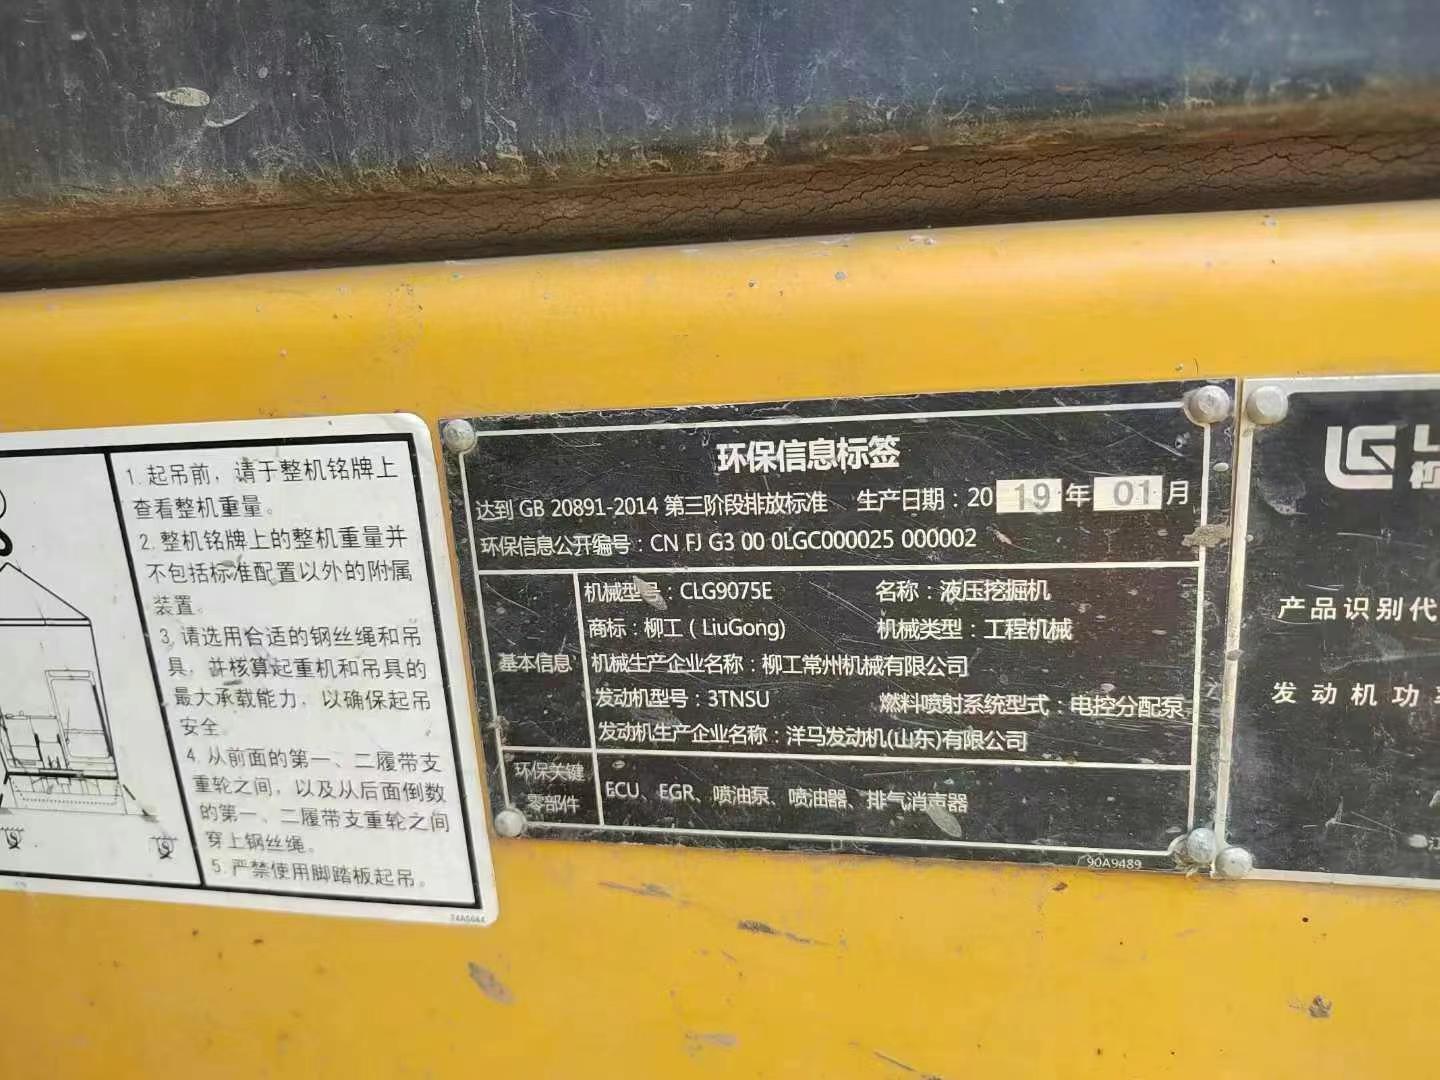 1. 起吊前，请于整机铭牌上
查看整机重量。
2. 整机铭牌上的整机重量并
不包括标准配置以外的附属
装置。
3. 请选用合适的钢丝绳和吊
具，并核算起重机和吊具的
最大承载能力，以确保起吊
安全。
4. 从前面的第一、二履带支
重轮之间，以及从后面倒数
的第一、二履带支重轮之间
穿上钢丝绳。
5. 严禁使用脚踏板起吊。
环保信息标签
达到 GB 20891-2014 第三阶段排放标准 生产日期：20 19 年 01 月
环保信息公开编号：CN FJ G3 00 0LGC000025 000002
基本信息
机械型号：CLG9075E 名称：液压挖掘机
商标：柳工（LiuGong) 机械类型：工程机械
机械生产企业名称：柳工常州机械有限公司
发动机型号：3TNSU 燃料喷射系统型式：电控分配泵
发动机生产企业名称：洋马发动机(山东)有限公司
环保关键
零部件
ECU、EGR、喷油泵、喷油器、排气消声器
90A9489
产品识别代
发动机功